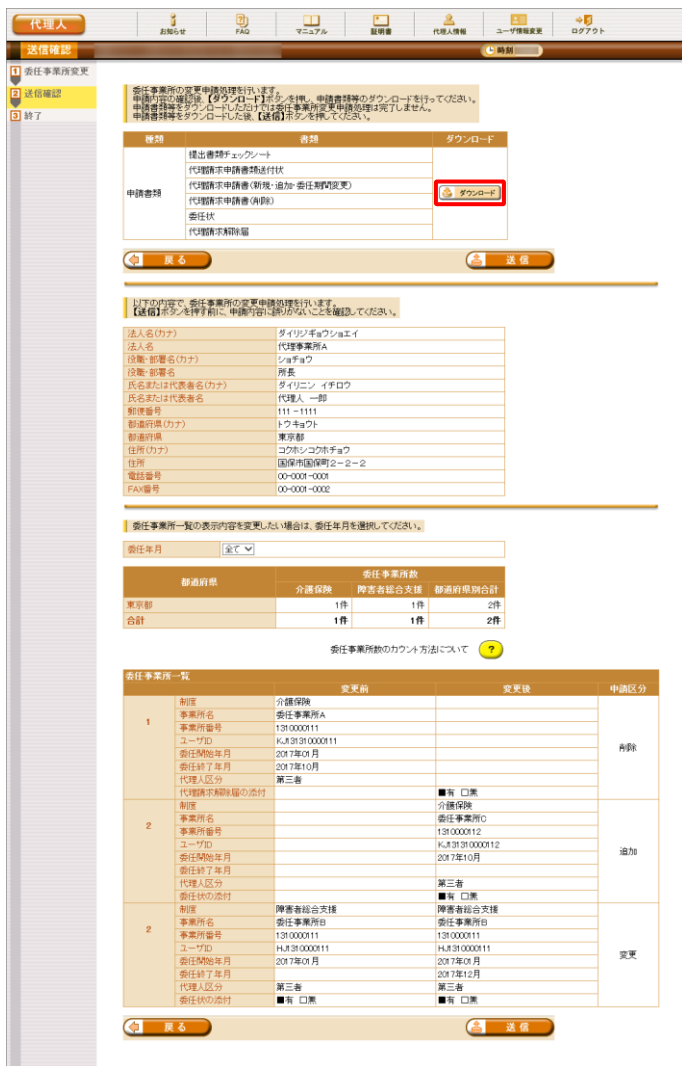 代理人
お知らせ FAQ マニュアル 証明書 代理人情報 ユーザ情報変更 ログアウト
送信確認 時刻
1 委任事業所変更
2 送信確認
3 終了
委任事業所の変更申請処理を行います。
申請内容の確認後、【ダウンロード】ボタンを押し、申請書類等のダウンロードを行ってください。
申請書類等をダウンロードしただけでは委任事業所変更申請処理は完了しません。
申請書類等をダウンロードした後、【送信】ボタンを押してください。
種類 書類 ダウンロード
申請書類
提出書類チェックシート
代理請求申請書類送付状
代理請求申請書(新規・追加・委任期間変更)
代理請求申請書(削除)
委任状
代理請求解除届
ダウンロード
戻る 送信
以下の内容で、委任事業所の変更申請処理を行います。
【送信】ボタンを押す前に、申請内容に誤りがないことを確認してください。
法人名(カナ) ダイリジギョウショエイ
法人名 代理事業所A
役職・部署名(カナ) ショチョウ
役職・部署名 所長
氏名または代表者名(カナ) ダイリニン イチロウ
氏名または代表者名 代理人 一郎
郵便番号 111-1111
都道府県(カナ) トウキョウト
都道府県 東京都
住所(カナ) コクホシコクホチョウ
住所 国保市国保町2-2-2
電話番号 00-0001-0001
FAX番号 00-0001-0002
委任事業所一覧の表示内容を変更したい場合は、委任年月を選択してください。
委任年月 全て
都道府県 委任事業所数
介護保険 障害者総合支援 都道府県別合計
東京都 1件 1件 2件
合計 1件 1件 2件
委任事業所数のカウント方法について ?
委任事業所一覧
変更前 変更後 申請区分
1
制度 介護保険
事業所名 委任事業所A
事業所番号 1310000111
ユーザID KJ131310000111
委任開始年月 2017年01月
委任終了年月 2017年10月
代理人区分 第三者
代理請求解除届の添付 ■有 □無
削除
2
制度 介護保険
事業所名 委任事業所C
事業所番号 1310000112
ユーザID KJ131310000112
委任開始年月 2017年10月
委任終了年月
代理人区分 第三者
委任状の添付 ■有 □無
追加
2
制度 障害者総合支援 障害者総合支援
事業所名 委任事業所B 委任事業所B
事業所番号 1310000111 1310000111
ユーザID HJ1310000111 HJ1310000111
委任開始年月 2017年01月 2017年01月
委任終了年月 2017年12月
代理人区分 第三者 第三者
委任状の添付 ■有 □無 ■有 □無
変更
戻る 送信